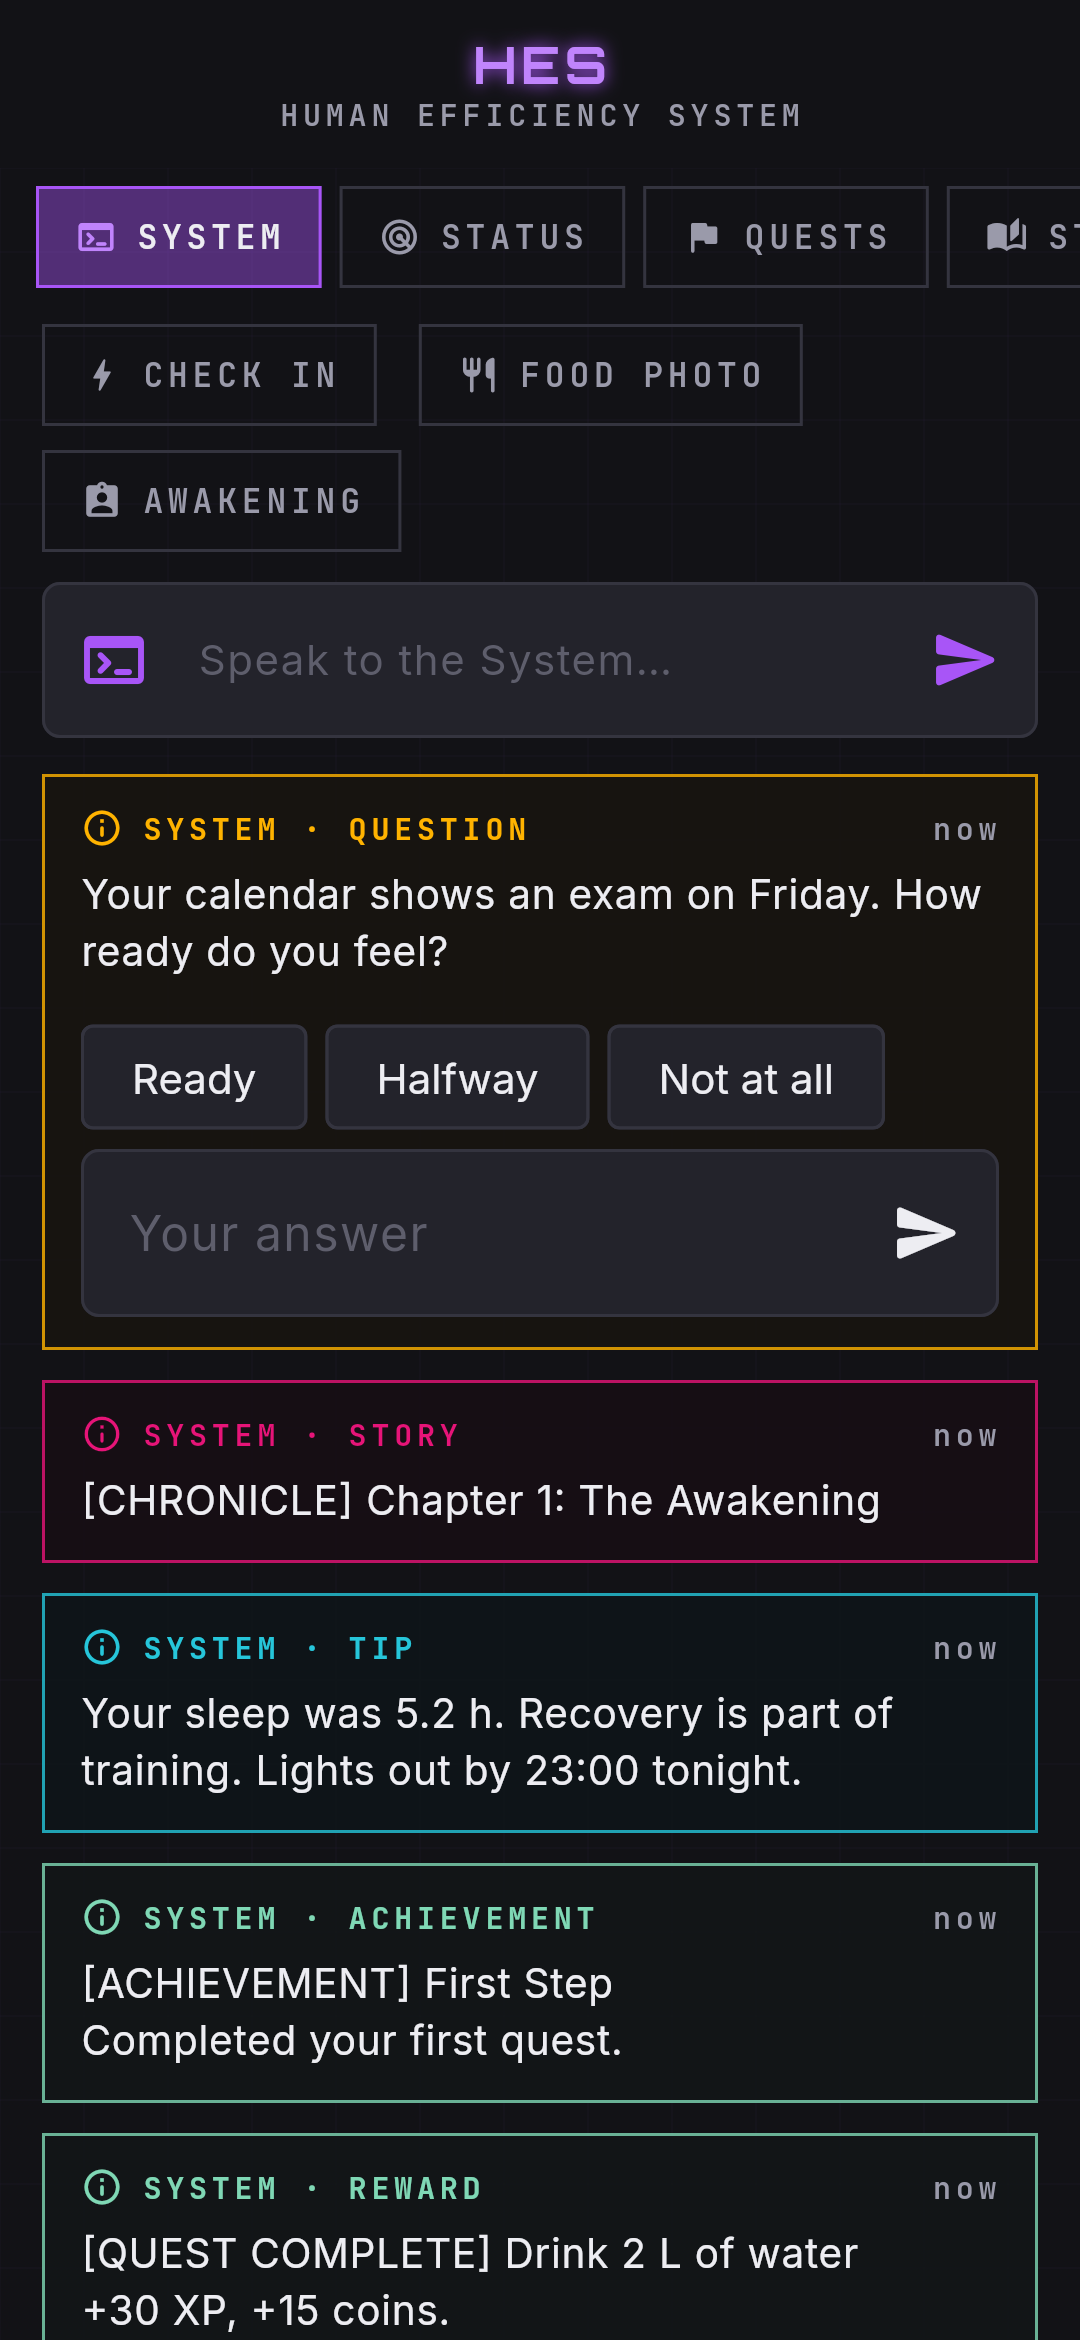 HES
HUMAN EFFICIENCY SYSTEM
SYSTEM
STATUS
QUESTS
CHECK IN
FOOD PHOTO
AWAKENING
Speak to the System...
SYSTEM · QUESTION
now
Your calendar shows an exam on Friday. How
ready do you feel?
Ready
Halfway
Not at all
Your answer
SYSTEM · STORY
now
[CHRONICLE] Chapter 1: The Awakening
SYSTEM · TIP
now
Your sleep was 5.2 h. Recovery is part of
training. Lights out by 23:00 tonight.
SYSTEM · ACHIEVEMENT
now
[ACHIEVEMENT] First Step
Completed your first quest.
SYSTEM · REWARD
now
[QUEST COMPLETE] Drink 2 L of water
+30 XP, +15 coins.